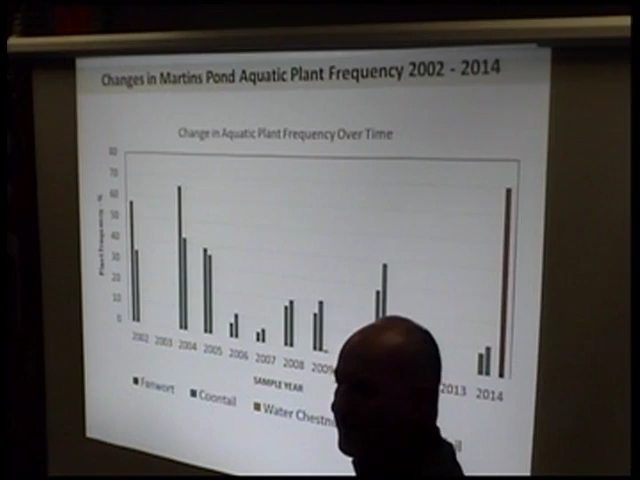 Changes in Martins Pond Aquatic Plant Frequency 2002 - 2014
Change in Aquatic Plant Frequency Over Time
80
70
60
50
40
30
20
10
0
Plant Frequency - %
2002 2003 2004 2005 2006 2007 2008 2009 2013 2014
SAMPLE YEAR
Fanwort Coontail Water Chestn